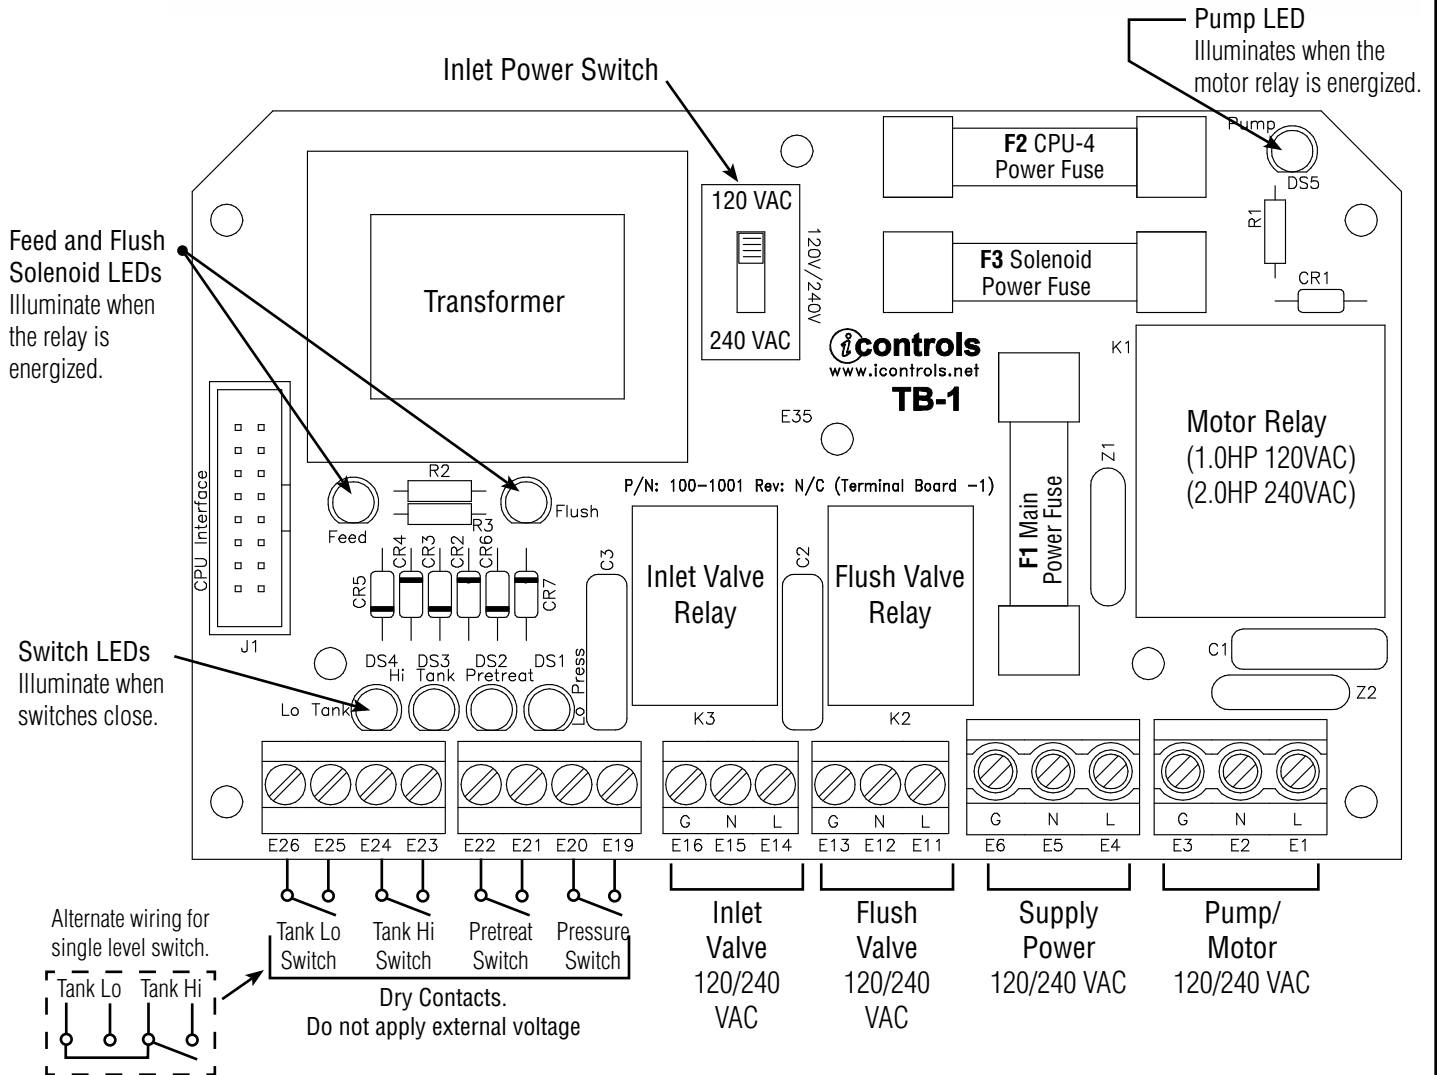 Pump LED
Illuminates when the
motor relay is energized.
Inlet Power Switch
Pump
DS5
F2 CPU-4
Power Fuse
120 VAC
120V/240V
240 VAC
R1
F3 Solenoid
Power Fuse
CR1
Feed and Flush
Solenoid LEDs
Illuminate when
the relay is
energized.
Transformer
icontrols
www.icontrols.net
TB-1
K1
E35
Motor Relay
(1.0HP 120VAC)
(2.0HP 240VAC)
Z1
F1 Main
Power Fuse
P/N: 100-1001 Rev: N/C (Terminal Board -1)
CPU Interface
J1
R2
R3
Feed
Flush
CR5
CR4
CR3
CR2
CR6
CR7
C3
Inlet Valve
Relay
K3
C2
Flush Valve
Relay
K2
C1
Z2
Switch LEDs
Illuminate when
switches close.
DS4 DS3 DS2 DS1
Hi Tank Pretreat
Lo Tank
Lo Press
G N L
G N L
G N L
G N L
E26 E25 E24 E23 E22 E21 E20 E19 E16 E15 E14 E13 E12 E11 E6 E5 E4 E3 E2 E1
Tank Lo
Switch
Tank Hi
Switch
Pretreat
Switch
Pressure
Switch
Dry Contacts.
Do not apply external voltage
Inlet
Valve
120/240
VAC
Flush
Valve
120/240
VAC
Supply
Power
120/240 VAC
Pump/
Motor
120/240 VAC
Alternate wiring for
single level switch.
Tank Lo Tank Hi